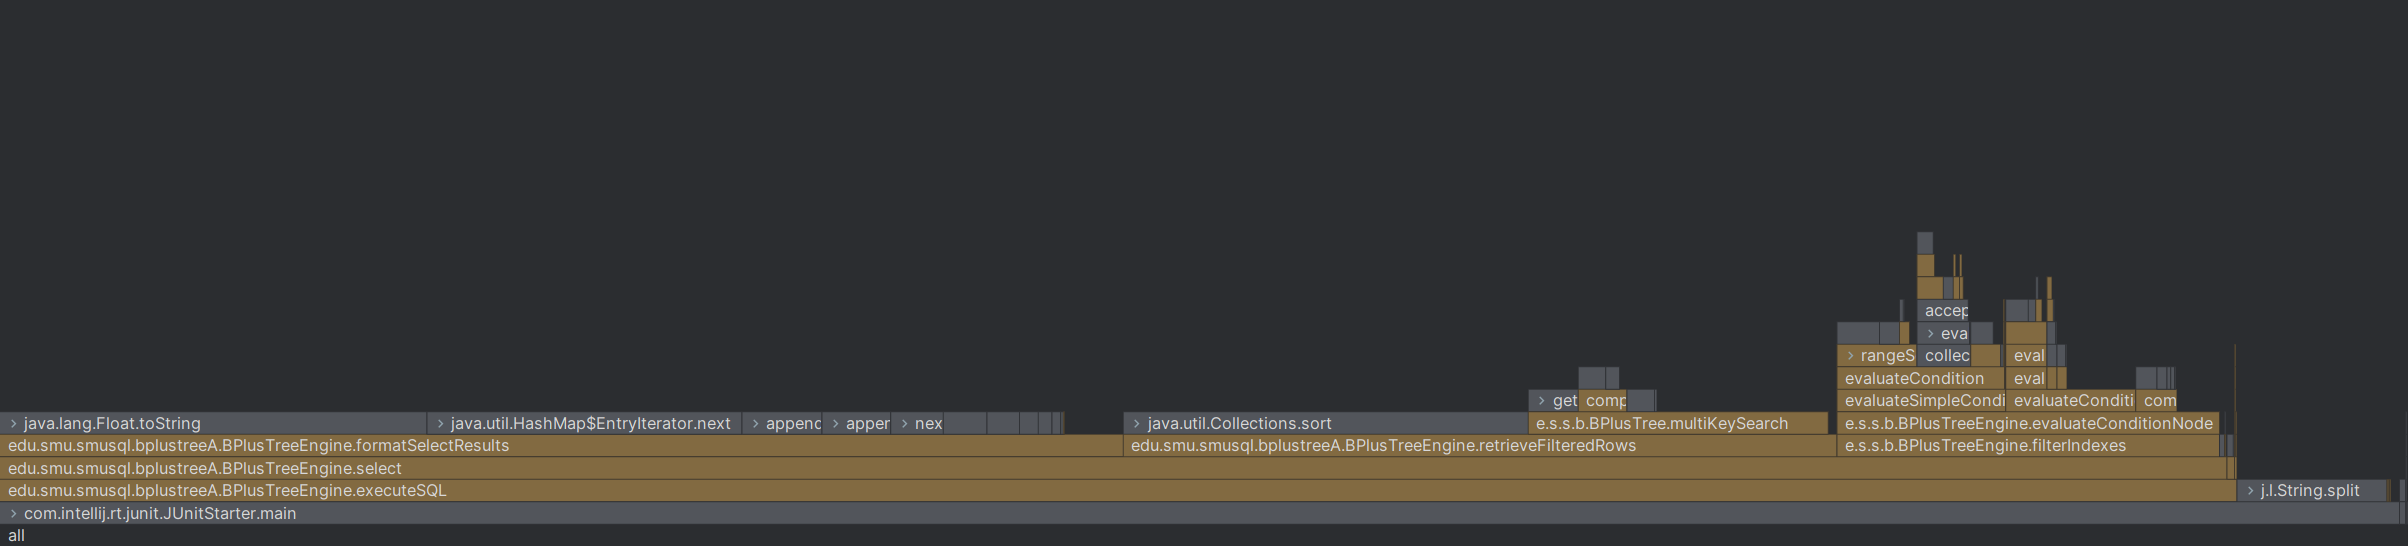 accep
eva
rangeS collec eval
evaluateCondition eval
get comp evaluateSimpleCondi evaluateConditi com
java.lang.Float.toString java.util.HashMap$EntryIterator.next append apper nex java.util.Collections.sort e.s.s.b.BPlusTree.multiKeySearch e.s.s.b.BPlusTreeEngine.evaluateConditionNode
edu.smu.smusql.bplustreeA.BPlusTreeEngine.formatSelectResults edu.smu.smusql.bplustreeA.BPlusTreeEngine.retrieveFilteredRows e.s.s.b.BPlusTreeEngine.filterIndexes
edu.smu.smusql.bplustreeA.BPlusTreeEngine.select
edu.smu.smusql.bplustreeA.BPlusTreeEngine.executeSQL j.l.String.split
com.intellij.rt.junit.JUnitStarter.main
all